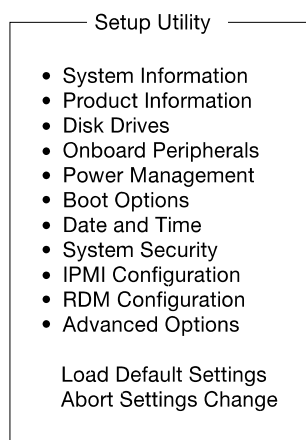 Setup Utility
• System Information
• Product Information
• Disk Drives
• Onboard Peripherals
• Power Management
• Boot Options
• Date and Time
• System Security
• IPMI Configuration
• RDM Configuration
• Advanced Options
Load Default Settings
Abort Settings Change